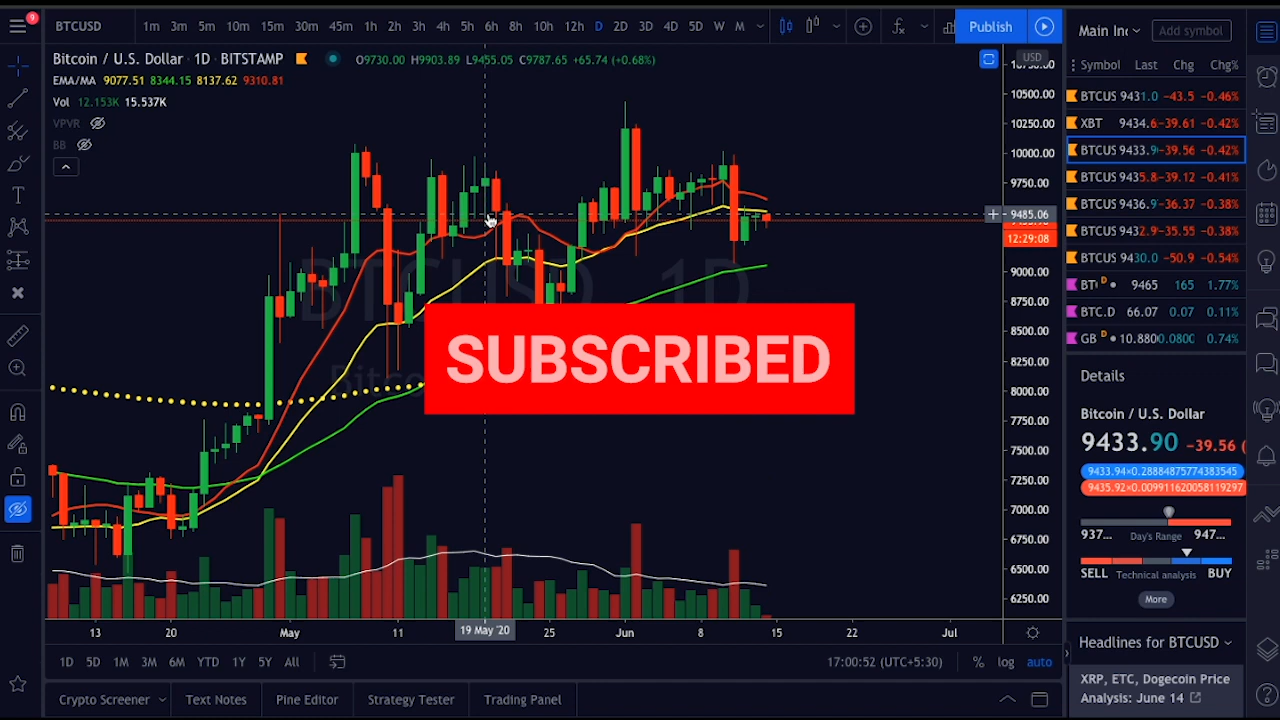 9
BTCUSD 1m 3m 5m 10m 15m 30m 45m 1h 2h 3h 4h 5h 6h 8h 10h 12h D 2D 3D 4D 5D W M Publish
Main Inc Add symbol
Bitcoin / U.S. Dollar · 1D · BITSTAMP O9730.00 H9903.89 L9455.05 C9787.65 +65.74 (+0.68%)
EMA/MA 9077.51 8344.15 8137.62 9310.81
Vol 12.153K 15.537K
VPVR
BB
USD
10500.00
10250.00
10000.00
9750.00
9485.06
12:29:08
9000.00
8750.00
8500.00
8250.00
8000.00
7750.00
7500.00
7250.00
7000.00
6750.00
6500.00
6250.00
BTCUSD 1D
SUBSCRIBED
13 20 May 11 19 May '20 25 Jun 8 15 22 Jul
1D 5D 1M 3M 6M YTD 1Y 5Y All
17:00:52 (UTC+5:30) % log auto
Crypto Screener Text Notes Pine Editor Strategy Tester Trading Panel
Symbol Last Chg Chg%
BTCUS 9431.0 -43.5 -0.46%
XBT 9434.6 -39.61 -0.42%
BTCUS 9433.9 -39.56 -0.42%
BTCUS 9435.8 -39.12 -0.41%
BTCUS 9436.9 -36.37 -0.38%
BTCUS 9432.9 -35.55 -0.38%
BTCUS 9430.0 -50.9 -0.54%
BT D 9465 165 1.77%
BTC.D 66.07 0.07 0.11%
GB D 10.880 0.0800 0.74%
Details
Bitcoin / U.S. Dollar
9433.90 -39.56 (
9433.94×0.28884875774383545
9435.92×0.009911620058119297
937... Day's Range 947...
SELL Technical analysis BUY
More
Headlines for BTCUSD
XRP, ETC, Dogecoin Price
Analysis: June 14